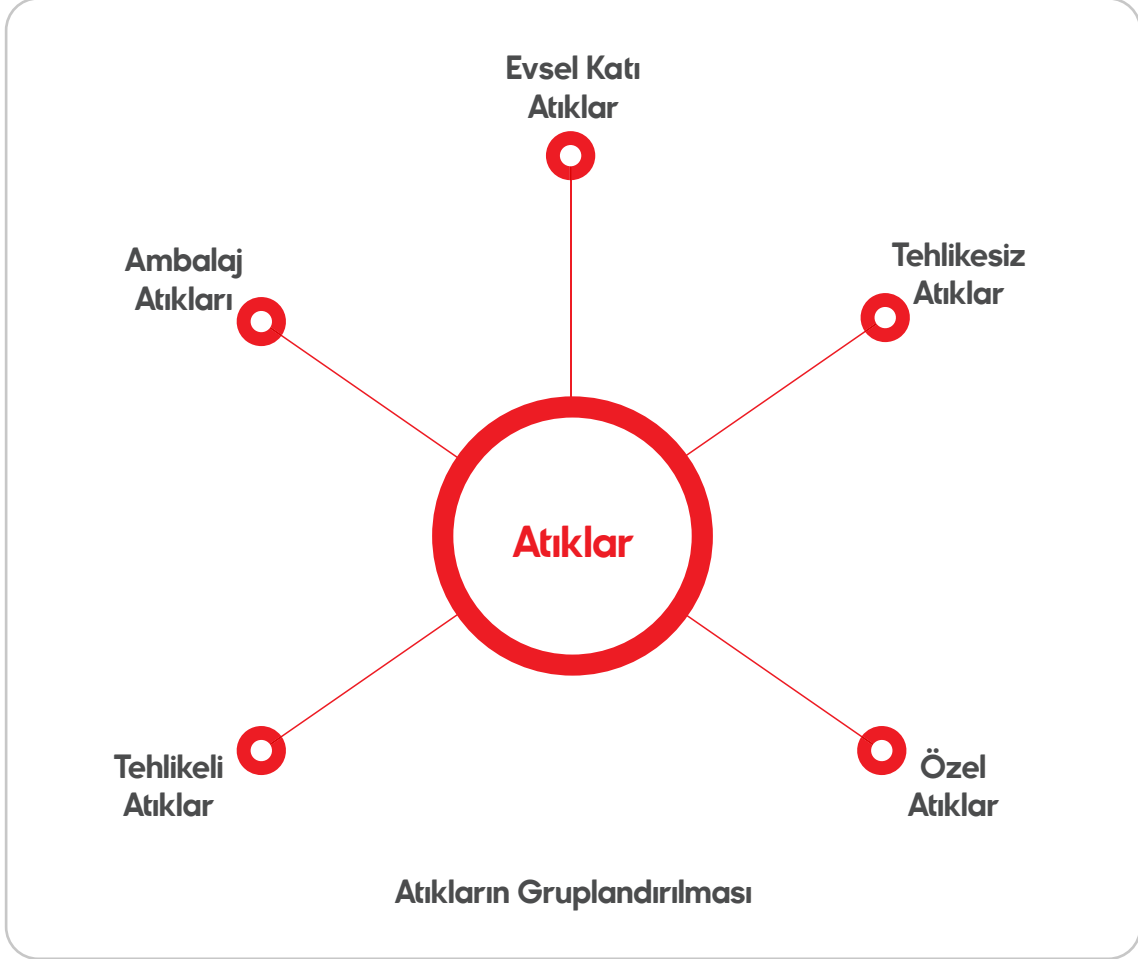 Evsel Katı
Atıklar
Ambalaj
Atıkları
Tehlikesiz
Atıklar
Atıklar
Tehlikeli
Atıklar
Özel
Atıklar
Atıkların Gruplandırılması